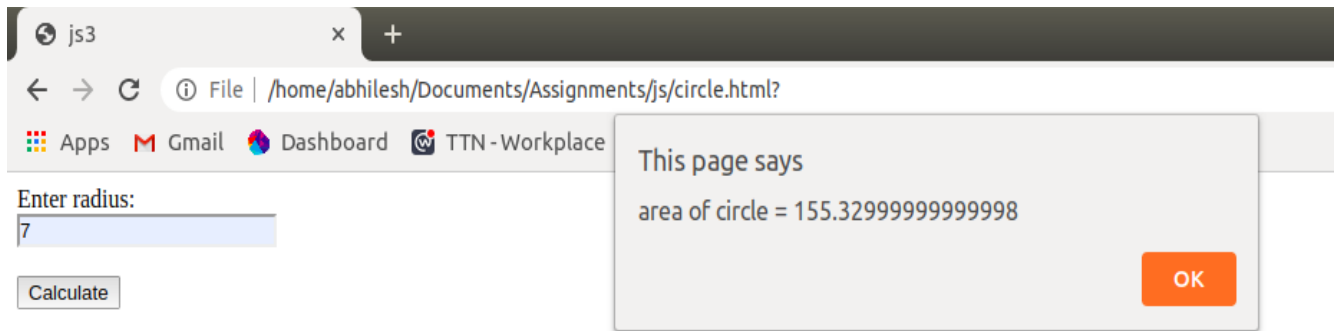 js3
File | /home/abhilesh/Documents/Assignments/js/circle.html?
Apps Gmail Dashboard TTN - Workplace
This page says
area of circle = 155.32999999999998
OK
Enter radius:
7
Calculate